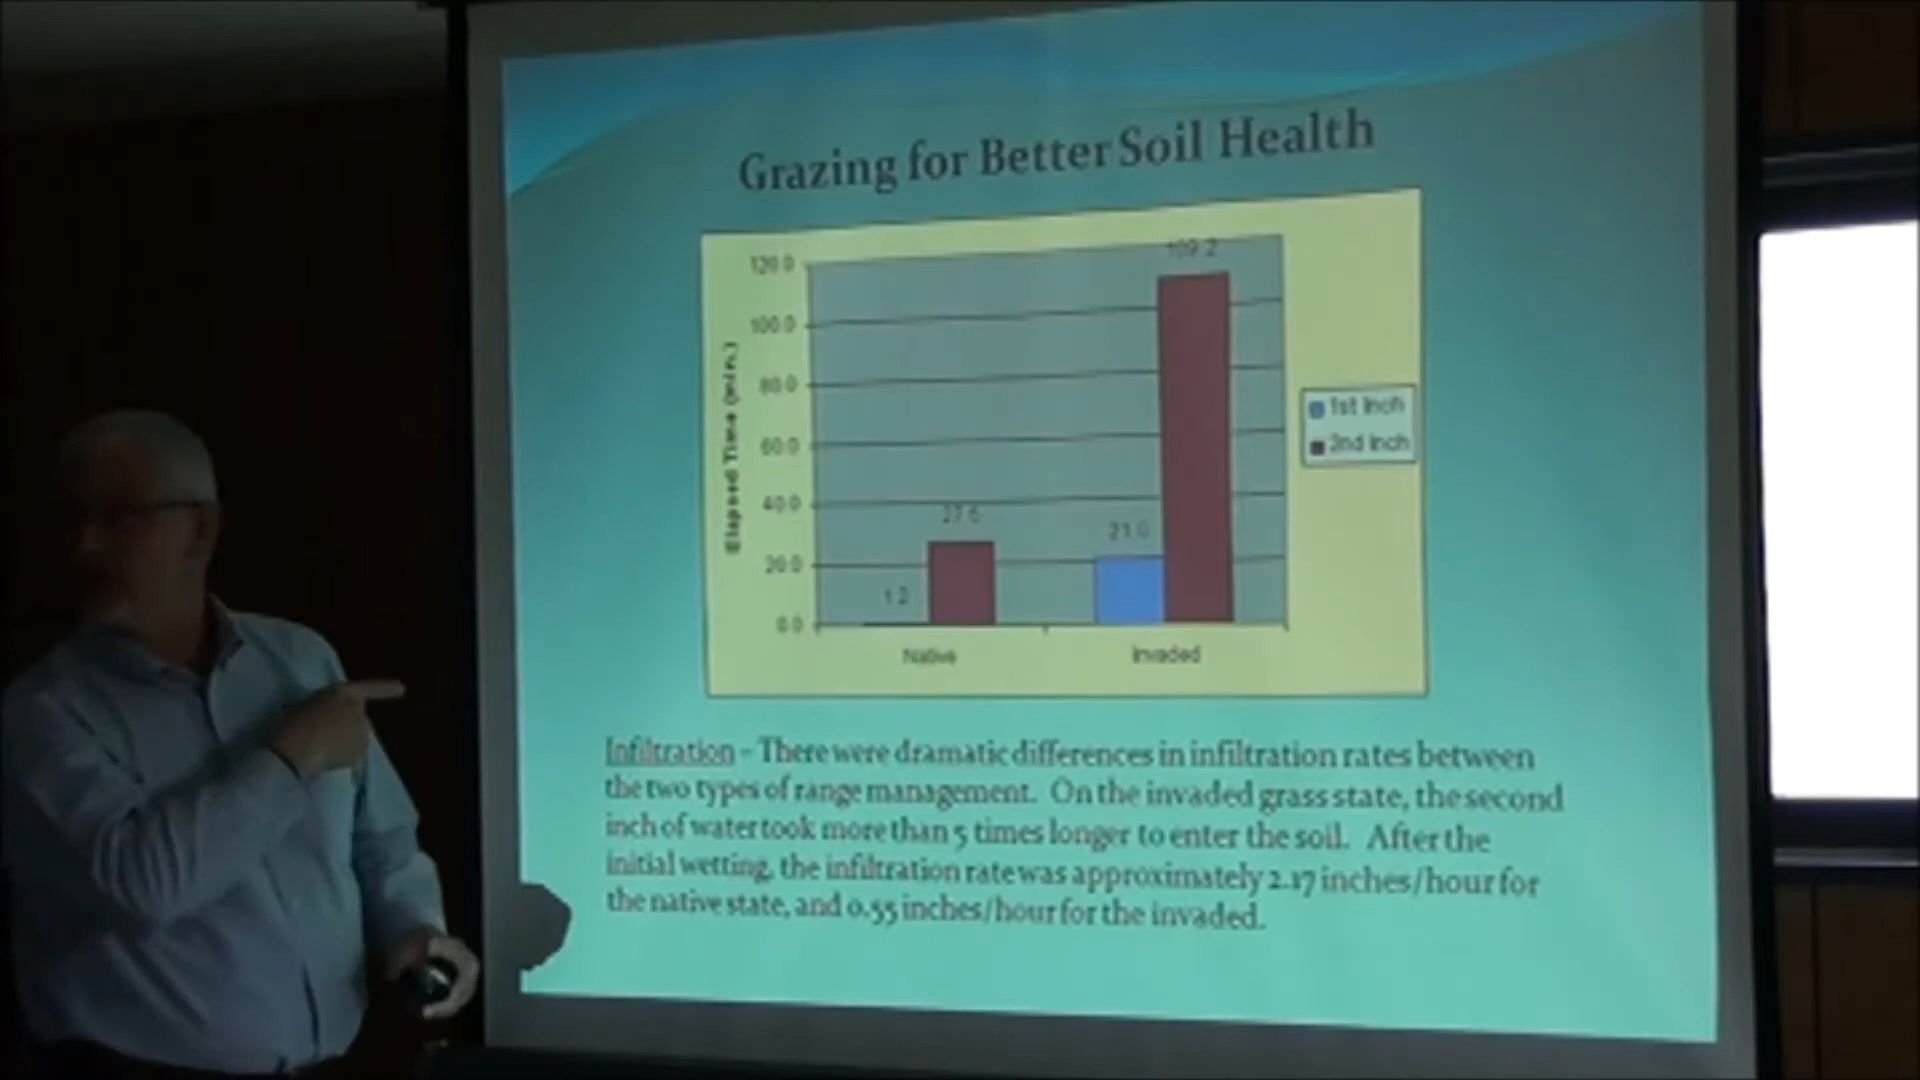 Grazing for Better Soil Health
109.2
120.0
100.0
80.0
60.0
40.0
20.0
0.0
Elapsed Time (min.)
27.6
21.0
1.2
Native
Invaded
1st Inch
2nd Inch
Infiltration - There were dramatic differences in infiltration rates between
the two types of range management. On the invaded grass state, the second
inch of water took more than 5 times longer to enter the soil. After the
initial wetting, the infiltration rate was approximately 2.17 inches/hour for
the native state, and 0.55 inches/hour for the invaded.